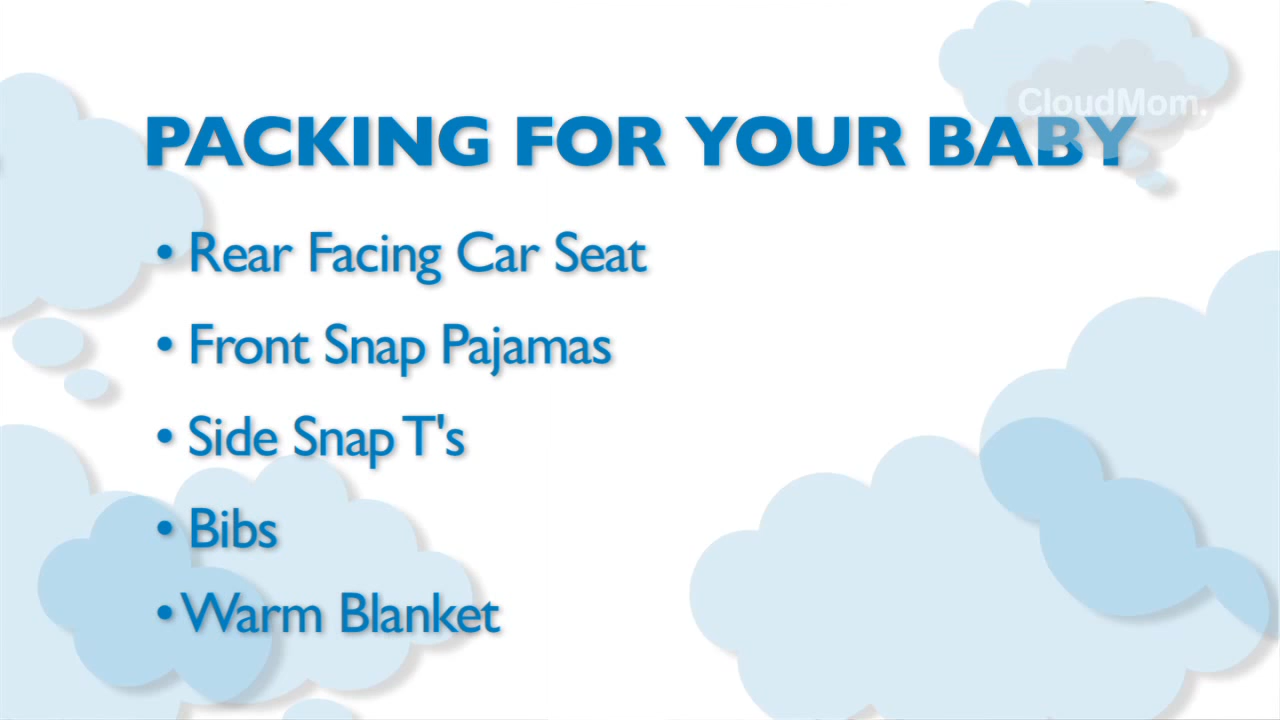 CloudMom.
PACKING FOR YOUR BABY
• Rear Facing Car Seat
• Front Snap Pajamas
• Side Snap T's
• Bibs
• Warm Blanket